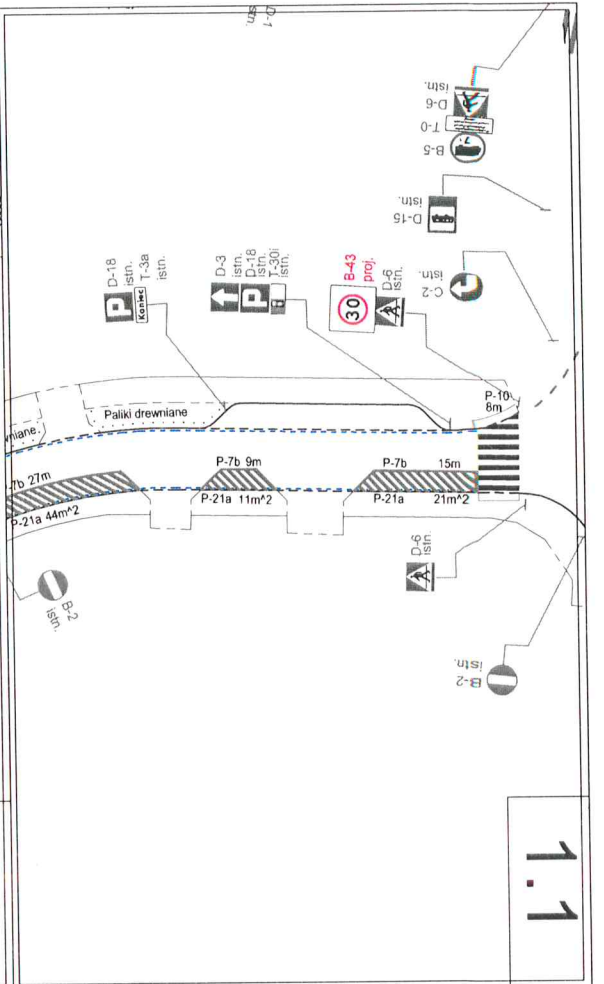 D-1
istn.
D-6
istn.
T-0
B-5
D-15
istn.
C-2
istn.
D-18
istn.
T-3a
istn.
P
Koniec
D-3
istn.
D-18
istn.
T-30i
istn.
P
B-43
proj.
30
D-6
istn.
P-10
8m
Paliki drewniane
wniane
P-7b 9m
P-7b 15m
-7b 27m
P-21a 11m^2
P-21a 21m^2
P-21a 44m^2
D-6
istn.
B-2
istn.
B-2
istn.
1.1